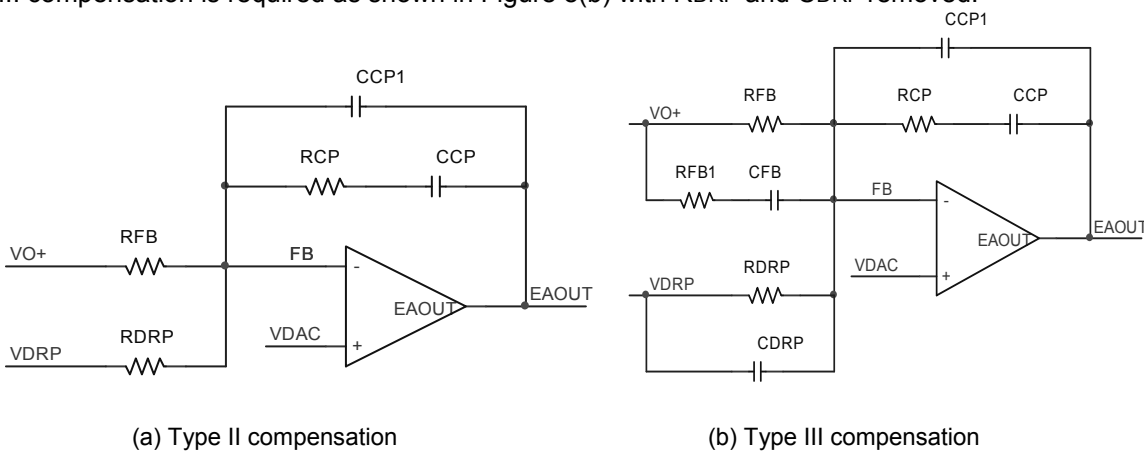 compensation is required as shown in Figure
with RDRP and CDRP removed.
CCP1
RCP
CCP
RFB
VO+
FB
EAOUT
EAOUT
RDRP
VDAC
VDRP
-
+
(a) Type II compensation
CCP1
RFB
RCP
CCP
VO+
RFB1
CFB
FB
-
EAOUT
EAOUT
VDAC
+
RDRP
VDRP
CDRP
(b) Type III compensation